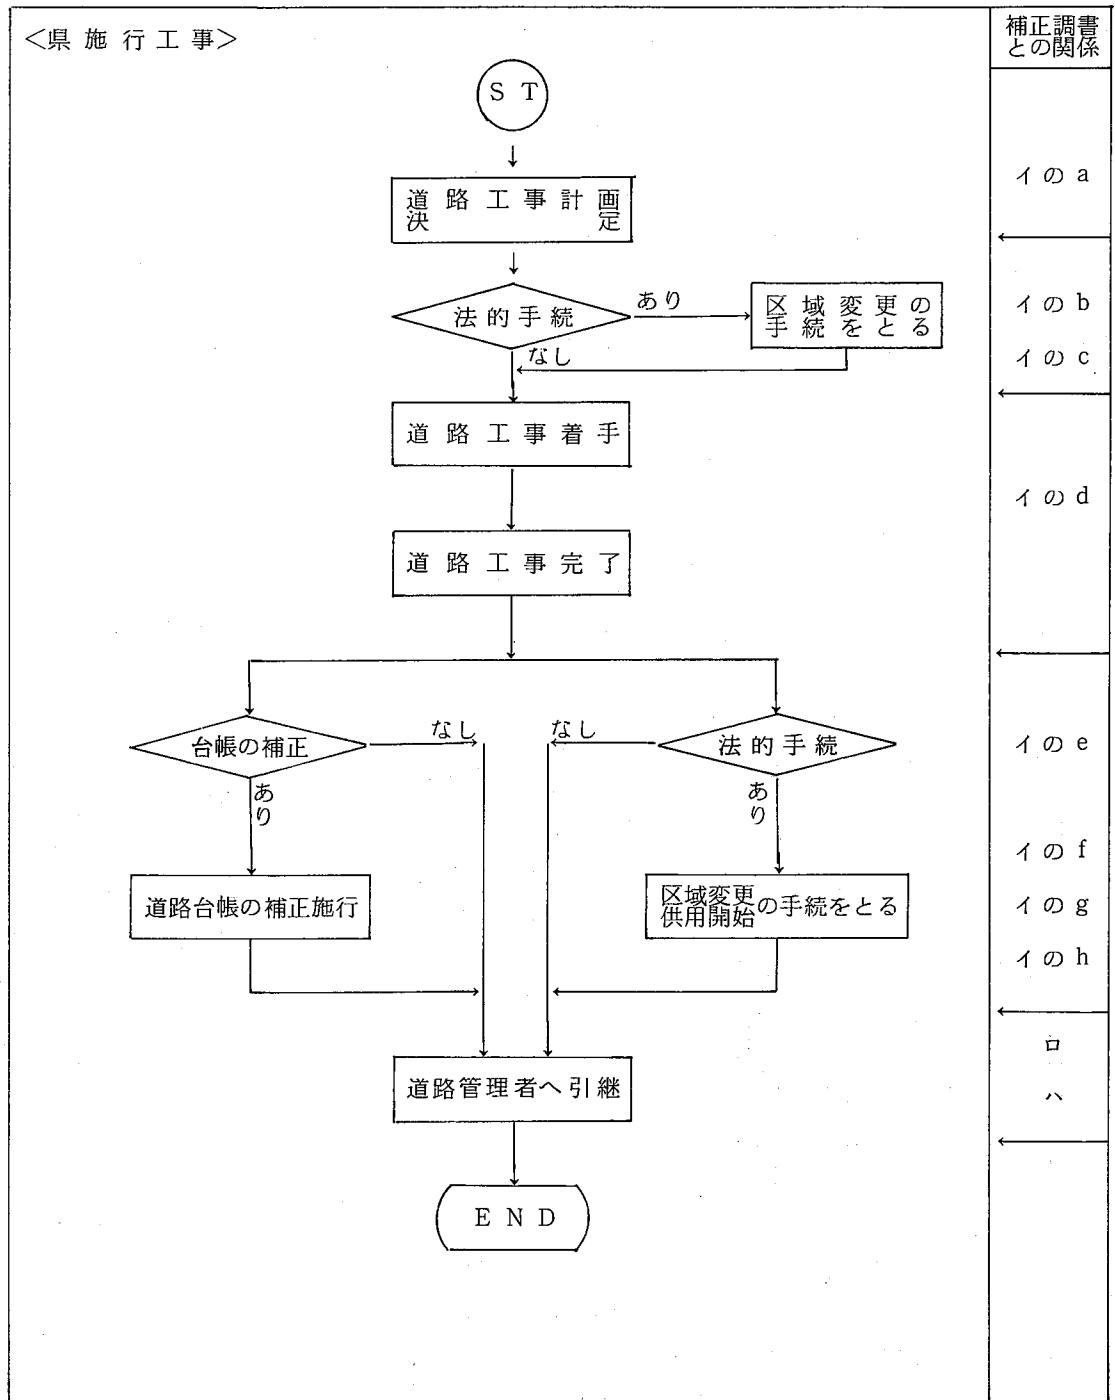 <県施行工事>
補正調書
との関係
ST
イのa
道路工事計画
決定
あり
法的手続
区域変更の
手続をとる
イのb
なし
イのc
道路工事着手
イのd
道路工事完了
なし
なし
台帳の補正
法的手続
イのe
あり
あり
イのf
道路台帳の補正施行
区域変更
供用開始の手続をとる
イのg
イのh
ロ
道路管理者へ引継
ハ
END